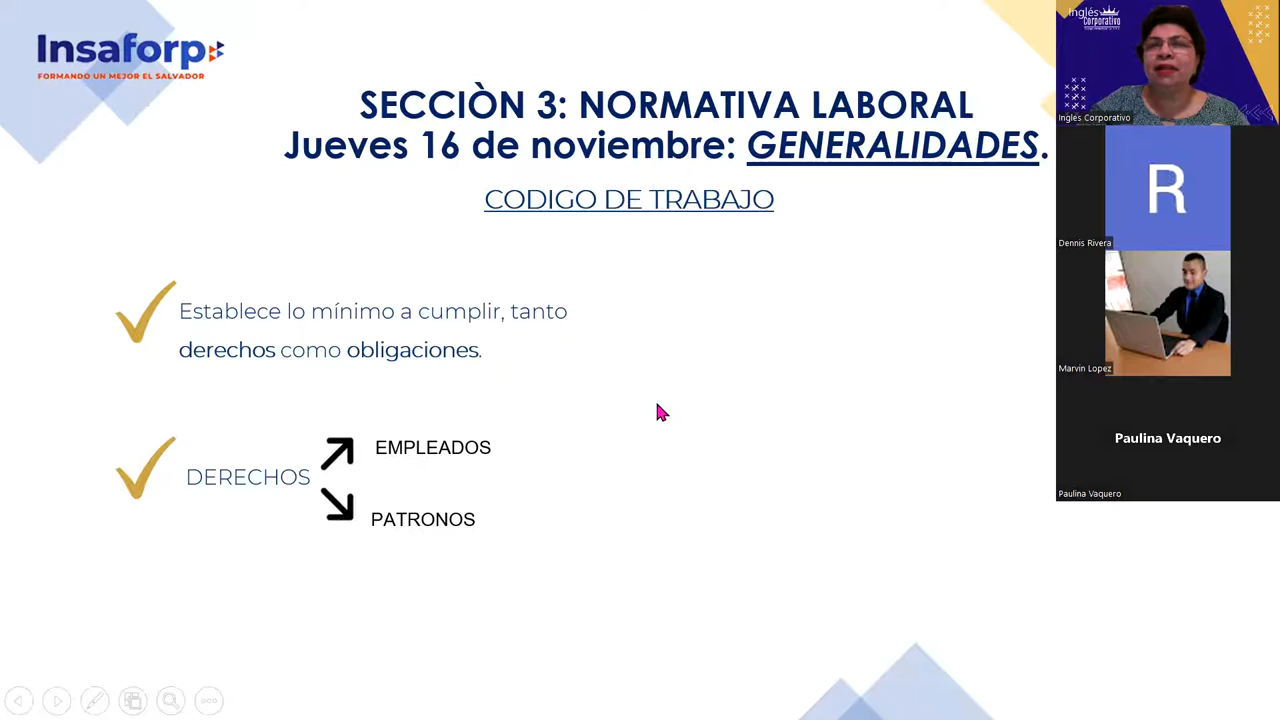 Insaforp
FORMANDO UN MEJOR EL SALVADOR
SECCIÒN 3: NORMATIVA LABORAL
Jueves 16 de noviembre: GENERALIDADES.
CODIGO DE TRABAJO
Establece lo mínimo a cumplir, tanto
derechos como obligaciones.
DERECHOS
EMPLEADOS
PATRONOS
Inglés
Corporativo
Ingles Corporativo
R
Dennis Rivera
Marvin Lopez
Paulina Vaquero
Paulina Vaquero